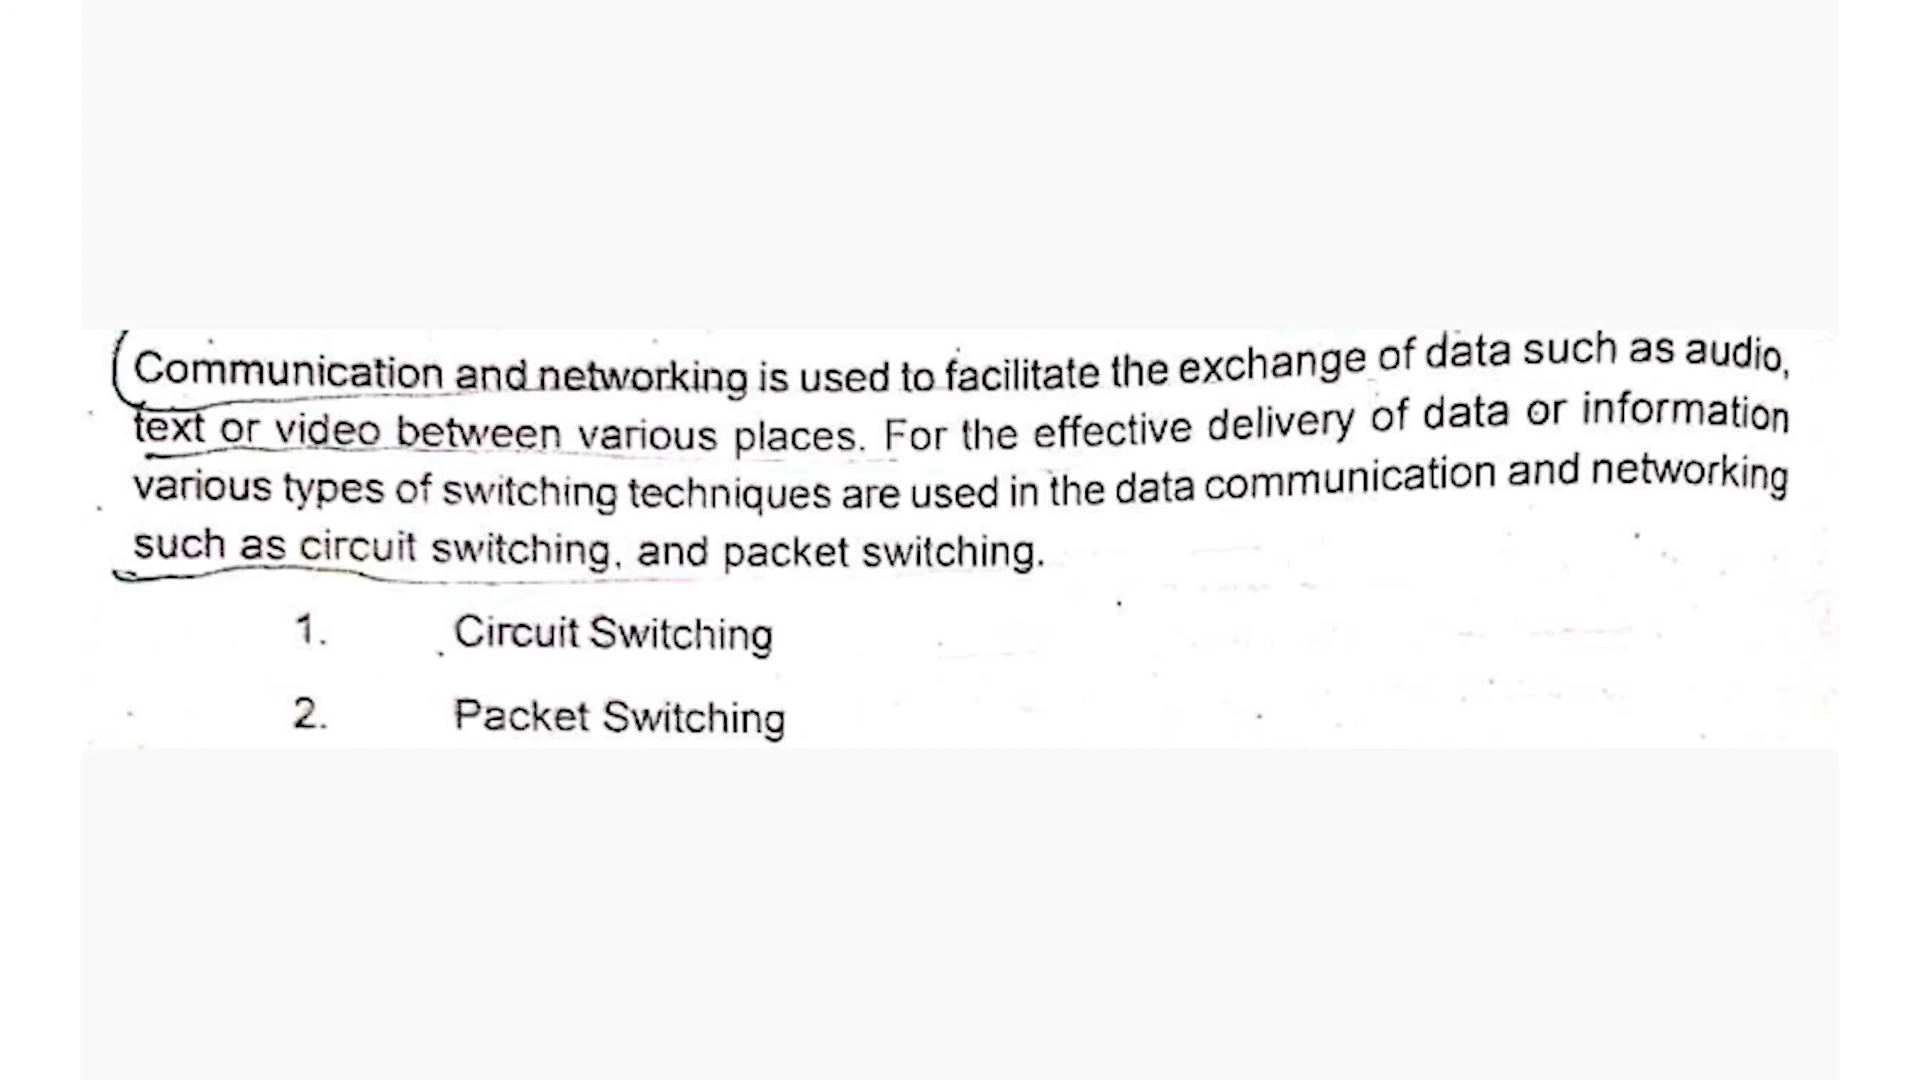 Communication and networking is used to facilitate the exchange of data such as audio,
text or video between various places. For the effective delivery of data or information
various types of switching techniques are used in the data communication and networking
such as circuit switching, and packet switching.
1. Circuit Switching
2. Packet Switching